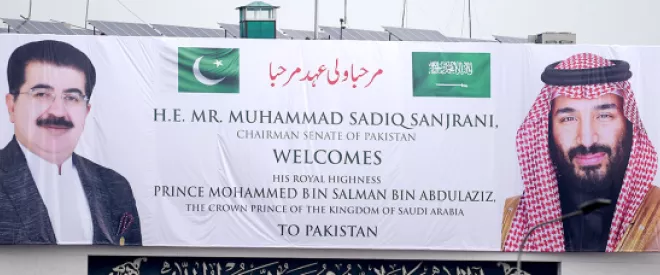 مرحبا ولی عہد مرحبا
H.E. MR. MUHAMMAD SADIQ SANJRANI,
CHAIRMAN SENATE OF PAKISTAN
WELCOMES
HIS ROYAL HIGHNESS
PRINCE MOHAMMED BIN SALMAN BIN ABDULAZIZ,
THE CROWN PRINCE OF THE KINGDOM OF SAUDI ARABIA
TO PAKISTAN